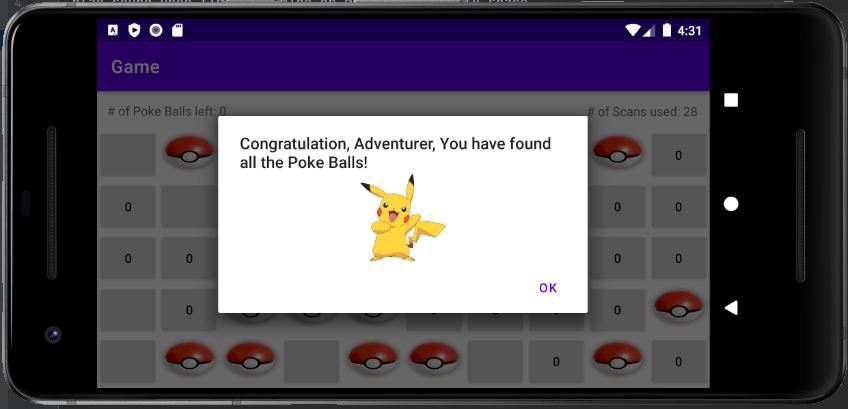 4:31
Game
# of Poke Balls left: 0
# of Scans used: 28
Congratulation, Adventurer, You have found
all the Poke Balls!
OK
0
0 0 0
0 0 0 0
0 0
0 0